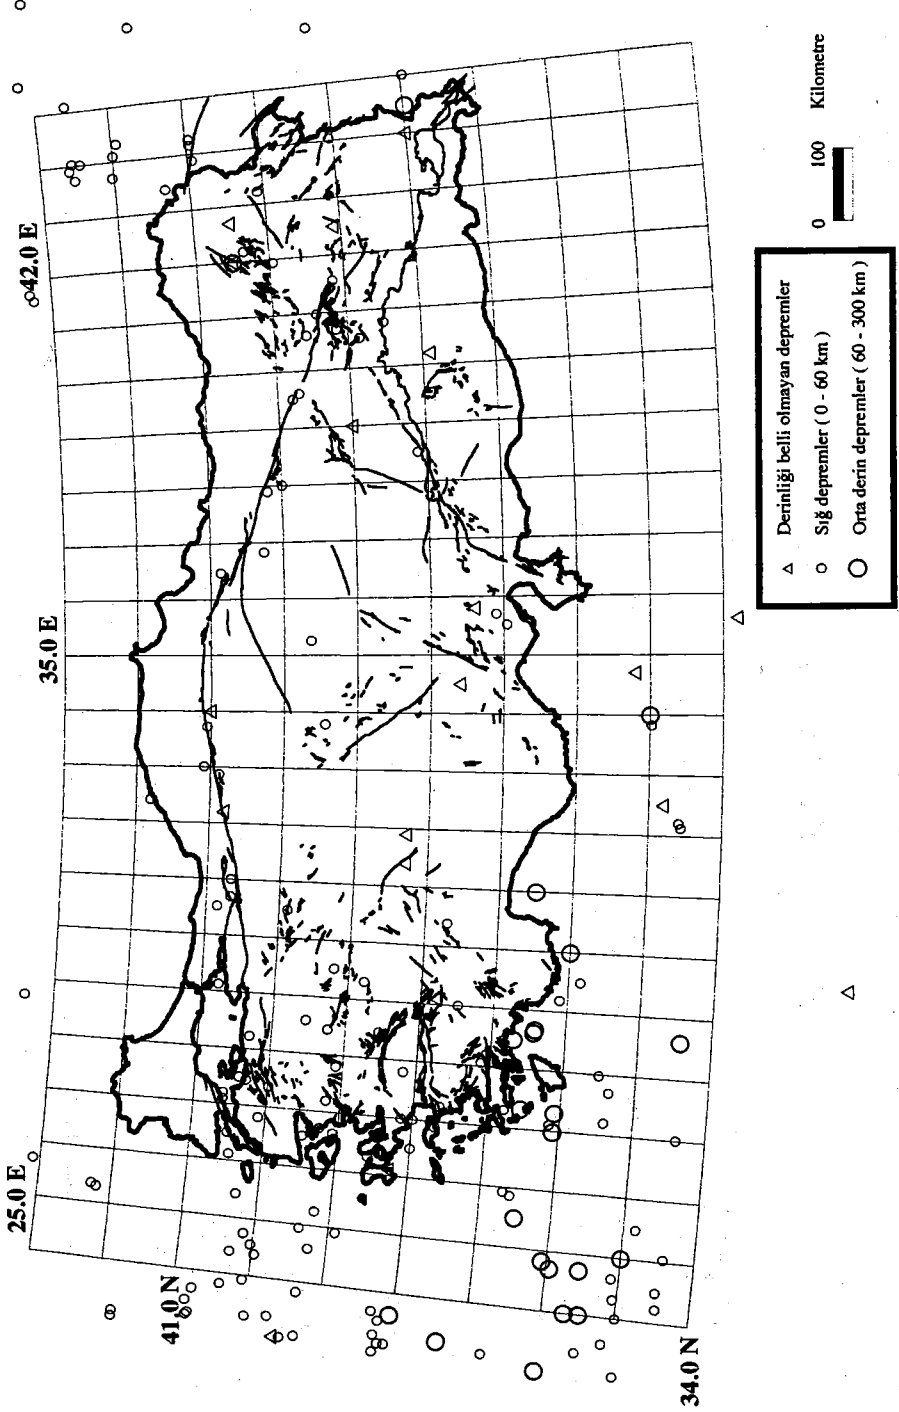 25.0 E
35.0 E
42.0 E
41.0 N
34.0 N
Derinliği belli olmayan depremler
Sığ depremler ( 0 - 60 km )
Orta derin depremler ( 60 - 300 km )
0 100 Kilometre